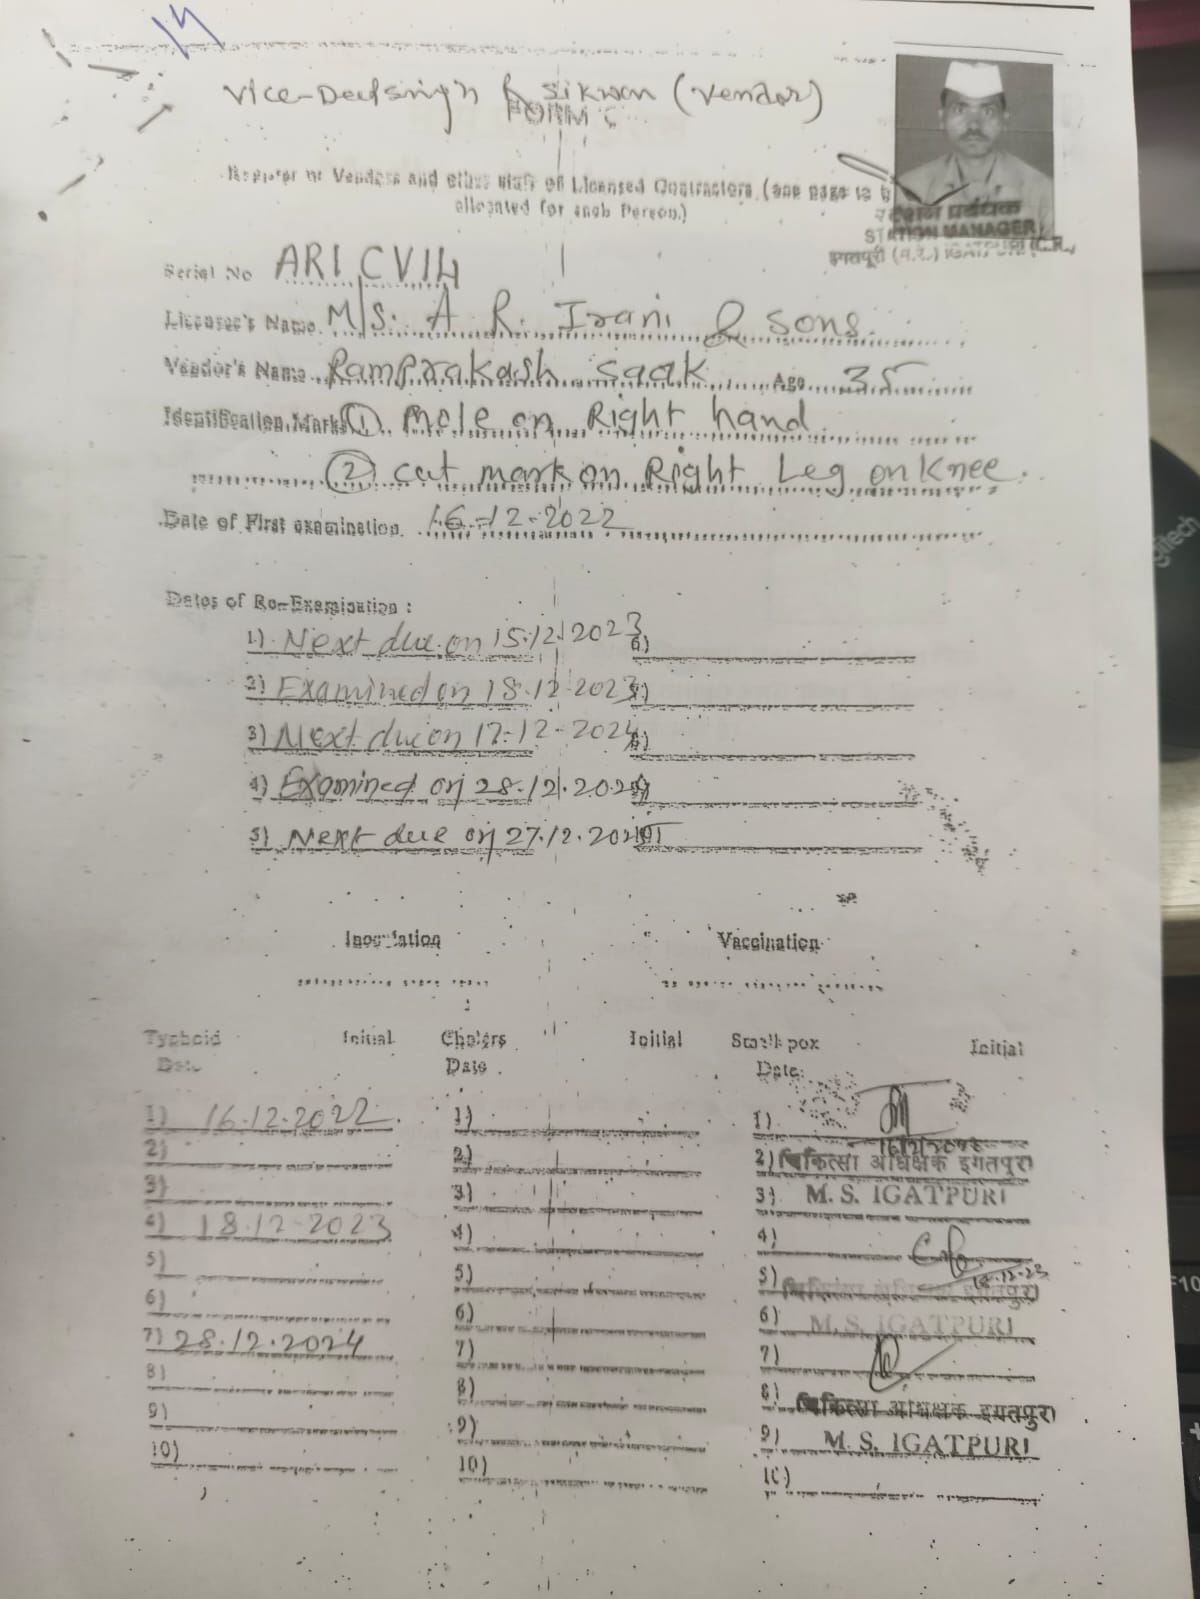 Vice-Deepsingh R Sikwan (Vendor)
FORM C
Register of Vendors and other staff of Licensed Contractors (one page to b
allocated for each Person.)
स्टेशन प्रबंधक
STATION MANAGER
इगतपुरी (म.रे.) IGATPURI (C.R.)
Serial No ARI CV 14
Licensee's Name M/S. A R. Irani & Sons.
Vendor's Name Ramprakash Saak Age 35
Identification Mark ① Mole on Right hand
② cut mark on Right Leg on Knee.
Date of First examination 16-12-2022
Dates of Re-Examination :
1) Next due on 15.12.2023 6)
2) Examined on 18.12.2023 7)
3) Next due on 17-12-2024 8)
4) Examined on 28.12.2024 9)
5) Next due on 27.12.2025 10)
Inoculation Vaccination
Typhoid Initial Cholera Initial Small pox Initial
Date Date Date
1) 16.12.2022 1) 1)
2) 2) 2) चिकित्सा अधिक्षक इगतपुरी
3) 3) 3) M. S. IGATPURI
4) 18.12-2023 4) 4)
5) 5) 5) 18.12-23
6) 6) 6) M. S. IGATPURI
7) 28.12.2024 7) 7)
8) 8) 8) चिकित्सा अधिक्षक इगतपुरी
9) 9) 9) M. S. IGATPURI
10) 10) 10)